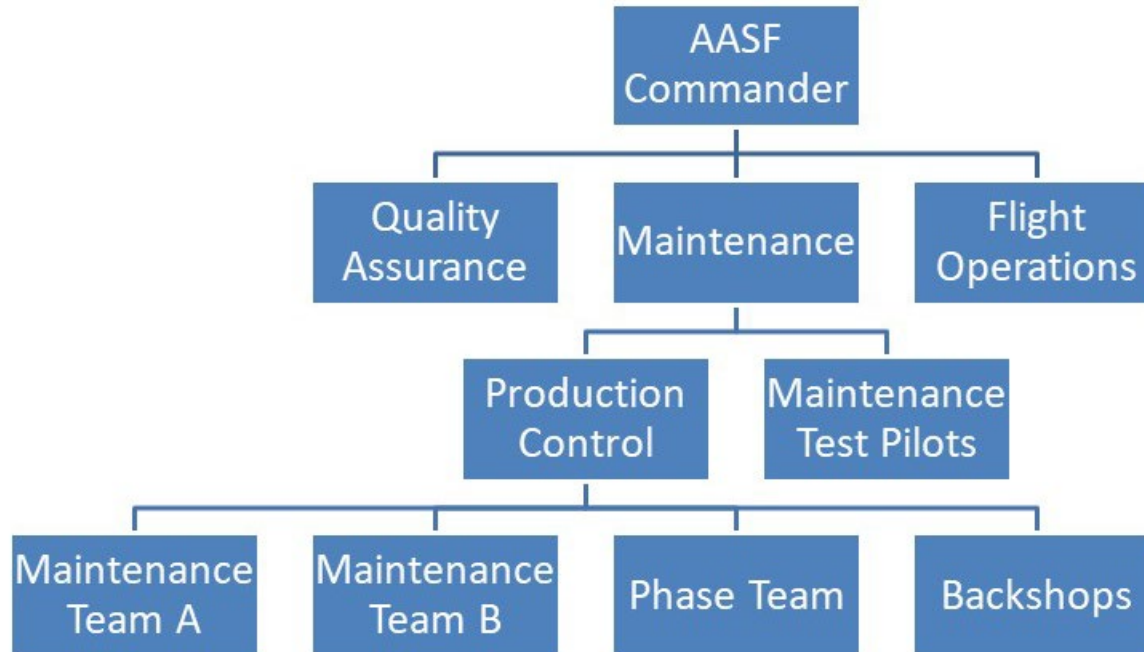 AASF
Commander
Quality
Assurance
Maintenance
Flight
Operations
Production
Control
Maintenance
Test Pilots
Maintenance
Team A
Maintenance
Team B
Phase Team
Backshops